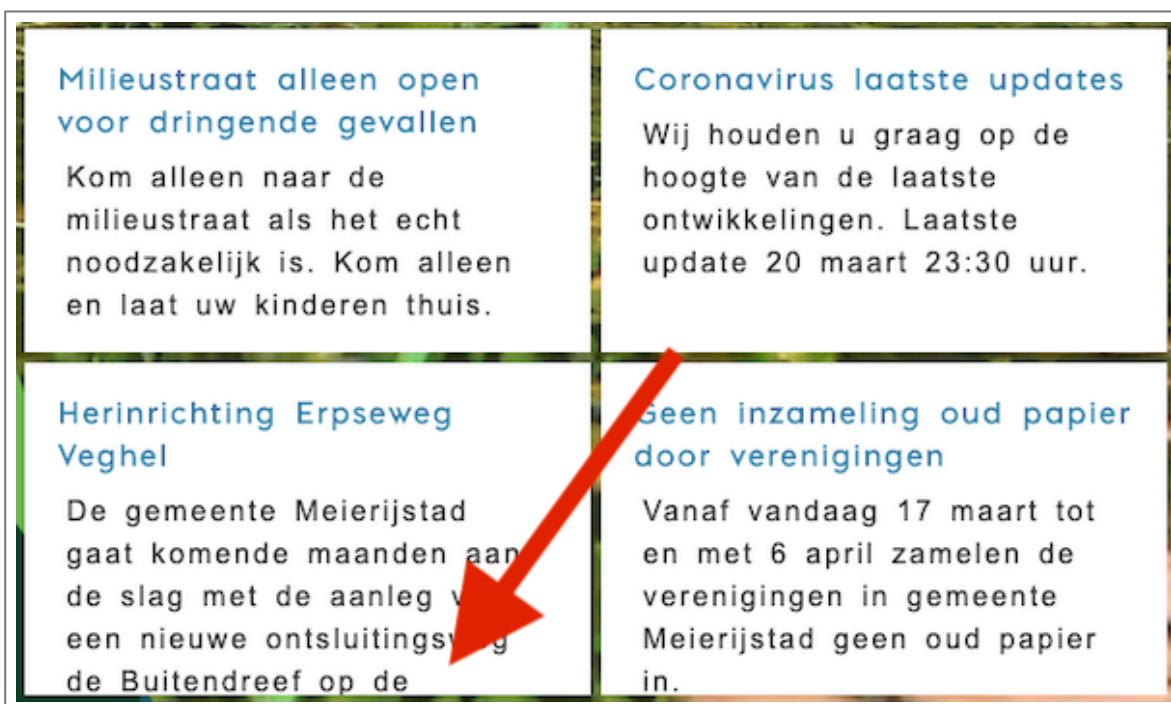 Milieustraat alleen open
voor dringende gevallen
Kom alleen naar de
milieustraat als het echt
noodzakelijk is. Kom alleen
en laat uw kinderen thuis.
Coronavirus laatste updates
Wij houden u graag op de
hoogte van de laatste
ontwikkelingen. Laatste
update 20 maart 23:30 uur.
Herinrichting Erpseweg
Veghel
De gemeente Meierijstad
gaat komende maanden aan
de slag met de aanleg
een nieuwe ontsluitingsweg
de Buitendreef op de
Geen inzameling oud papier
door verenigingen
Vanaf vandaag 17 maart tot
en met 6 april zamelen de
verenigingen in gemeente
Meierijstad geen oud papier
in.